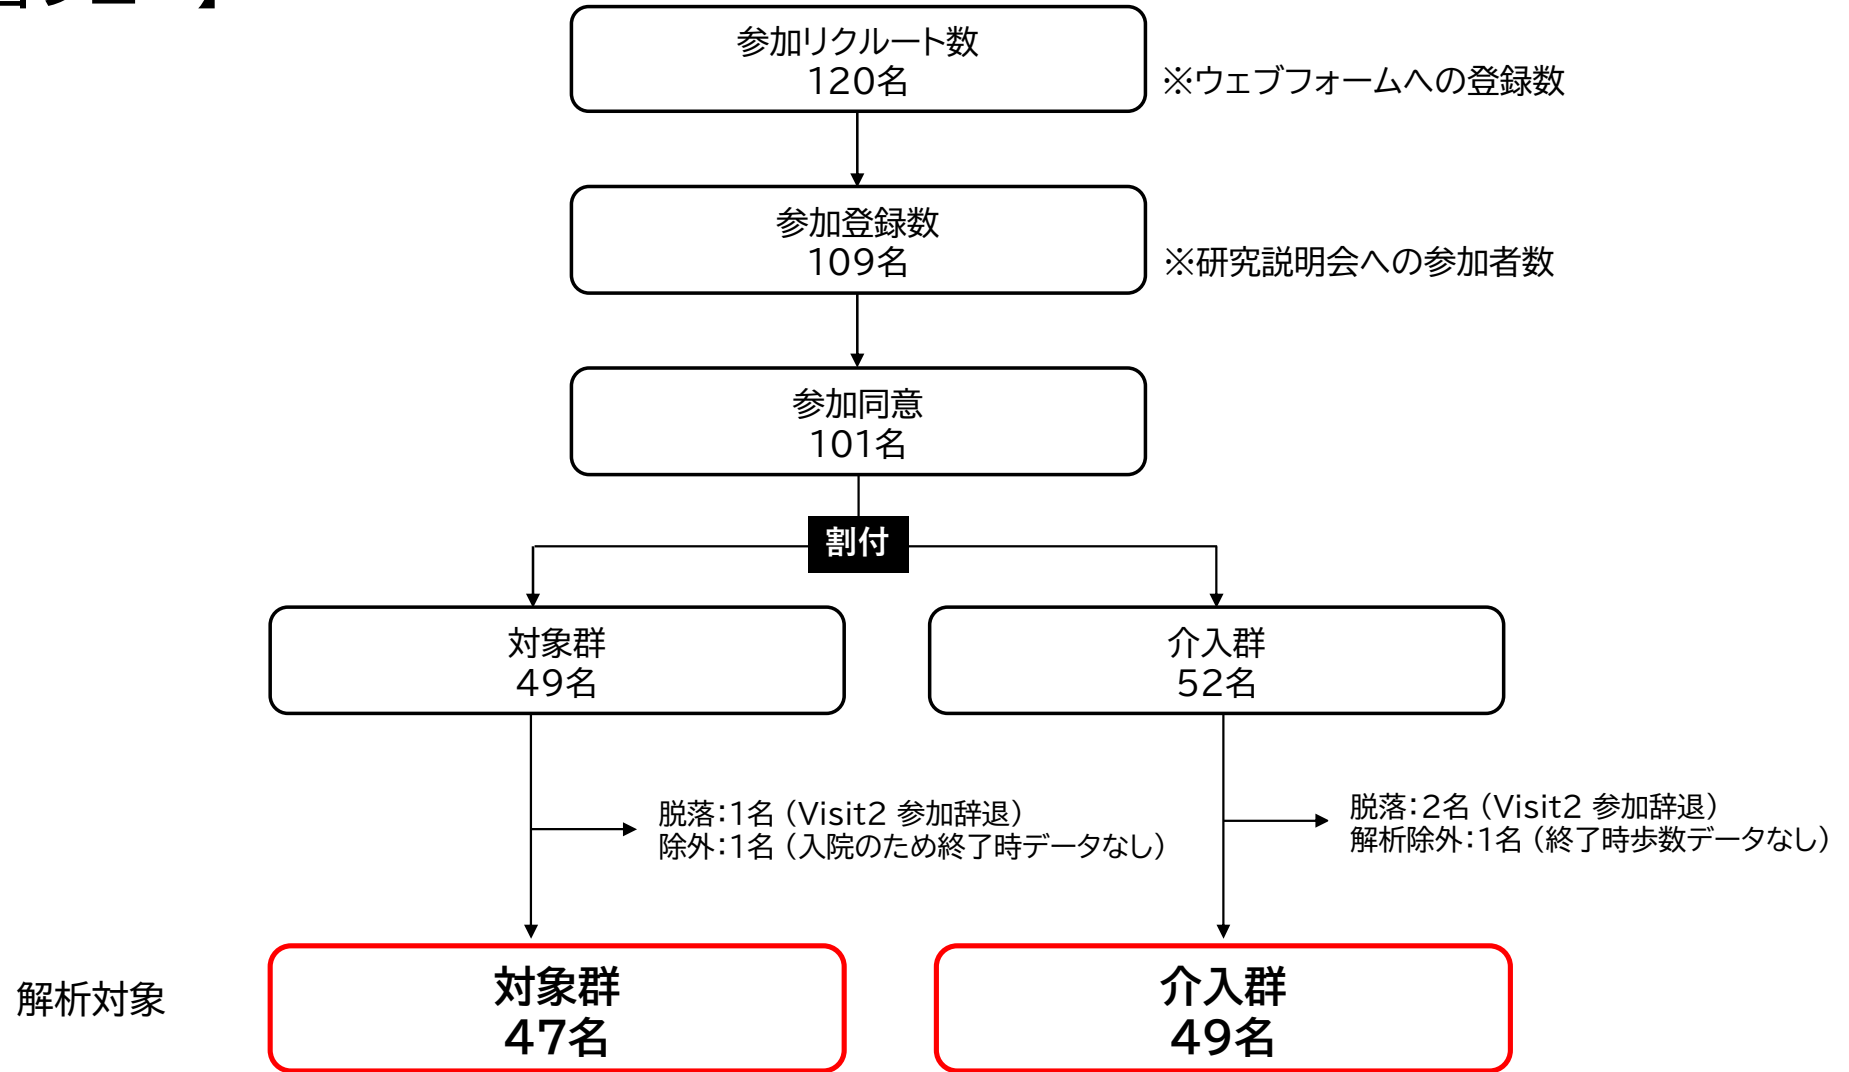 参加リクルート数
120名
※ウェブフォームへの登録数
参加登録数
109名
※研究説明会への参加者数
参加同意
101名
割付
対象群
49名
介入群
52名
脱落:1名（Visit2 参加辞退）
除外:1名（入院のため終了時データなし）
脱落:2名（Visit2 参加辞退）
解析除外:1名（終了時歩数データなし）
解析対象
対象群
47名
介入群
49名